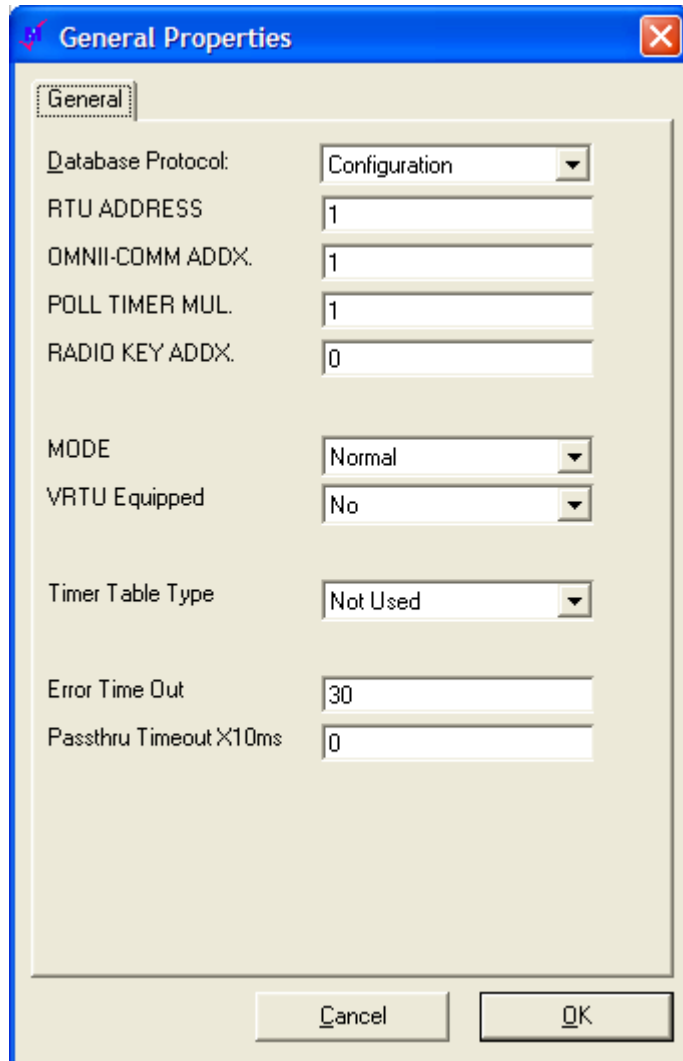 General Properties
General
Database Protocol: Configuration
RTU ADDRESS 1
OMNII-COMM ADDX. 1
POLL TIMER MUL. 1
RADIO KEY ADDX. 0
MODE Normal
VRTU Equipped No
Timer Table Type Not Used
Error Time Out 30
Passthru Timeout X10ms 0
Cancel OK